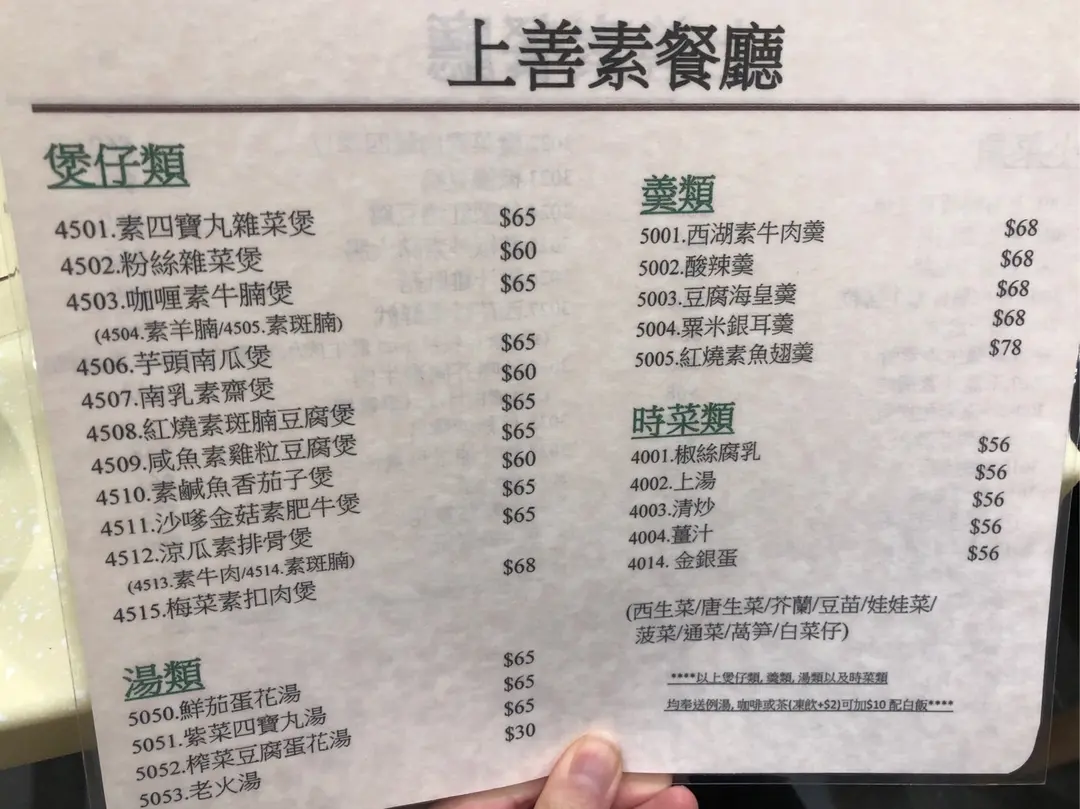 上善素餐廳
煲仔類
4501.素四寶丸雜菜煲 $65
4502.粉絲雜菜煲 $60
4503.咖喱素牛腩煲 $65
(4504.素羊腩/4505.素斑腩)
4506.芋頭南瓜煲 $65
4507.南乳素齋煲 $60
4508.紅燒素斑腩豆腐煲 $65
4509.咸魚素雞粒豆腐煲 $65
4510.素鹹魚香茄子煲 $60
4511.沙嗲金菇素肥牛煲 $65
4512.涼瓜素排骨煲 $65
(4513.素牛肉/4514.素斑腩)
4515.梅菜素扣肉煲 $68
湯類
5050.鮮茄蛋花湯 $65
5051.紫菜四寶丸湯 $65
5052.榨菜豆腐蛋花湯 $65
5053.老火湯 $30
羹類
5001.西湖素牛肉羹 $68
5002.酸辣羹 $68
5003.豆腐海皇羹 $68
5004.粟米銀耳羹 $68
5005.紅燒素魚翅羹 $78
時菜類
4001.椒絲腐乳 $56
4002.上湯 $56
4003.清炒 $56
4004.薑汁 $56
4014. 金銀蛋 $56
(西生菜/唐生菜/芥蘭/豆苗/娃娃菜/
菠菜/通菜/萵笋/白菜仔)
****以上煲仔類, 羹類, 湯類以及時菜類
均奉送例湯, 咖啡或茶(凍飲+$2)可加$10 配白飯****